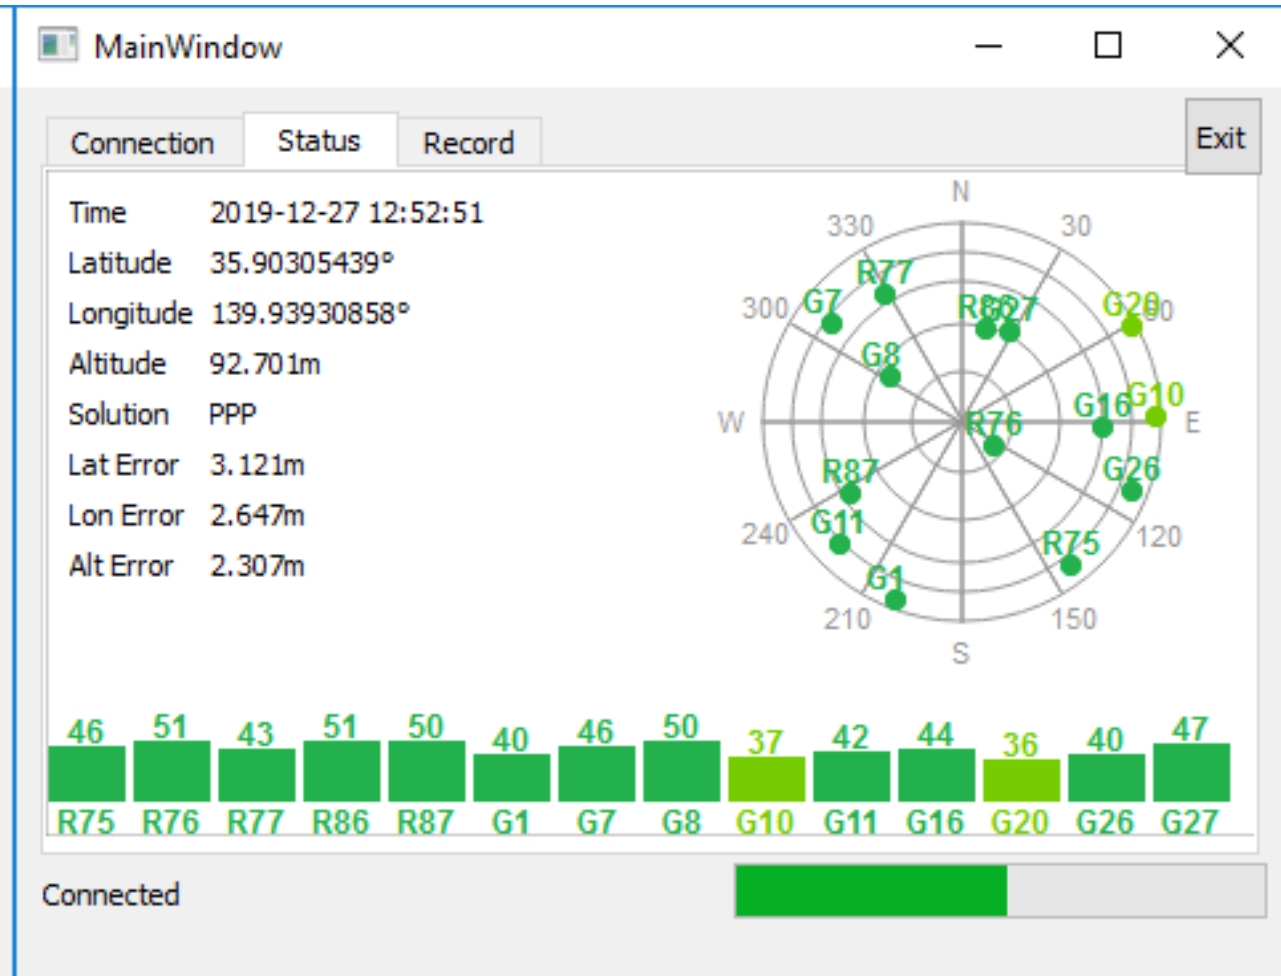 MainWindow
Connection Status Record Exit
Time 2019-12-27 12:52:51
Latitude 35.90305439°
Longitude 139.93930858°
Altitude 92.701m
Solution PPP
Lat Error 3.121m
Lon Error 2.647m
Alt Error 2.307m
N
330 30
R77
300 G7 R86 G27 G20 60
G8
G10
W R76 G16 E
R87 G26
240 G11 R75 120
G1
210 150
S
46 51 43 51 50 40 46 50 37 42 44 36 40 47
R75 R76 R77 R86 R87 G1 G7 G8 G10 G11 G16 G20 G26 G27
Connected